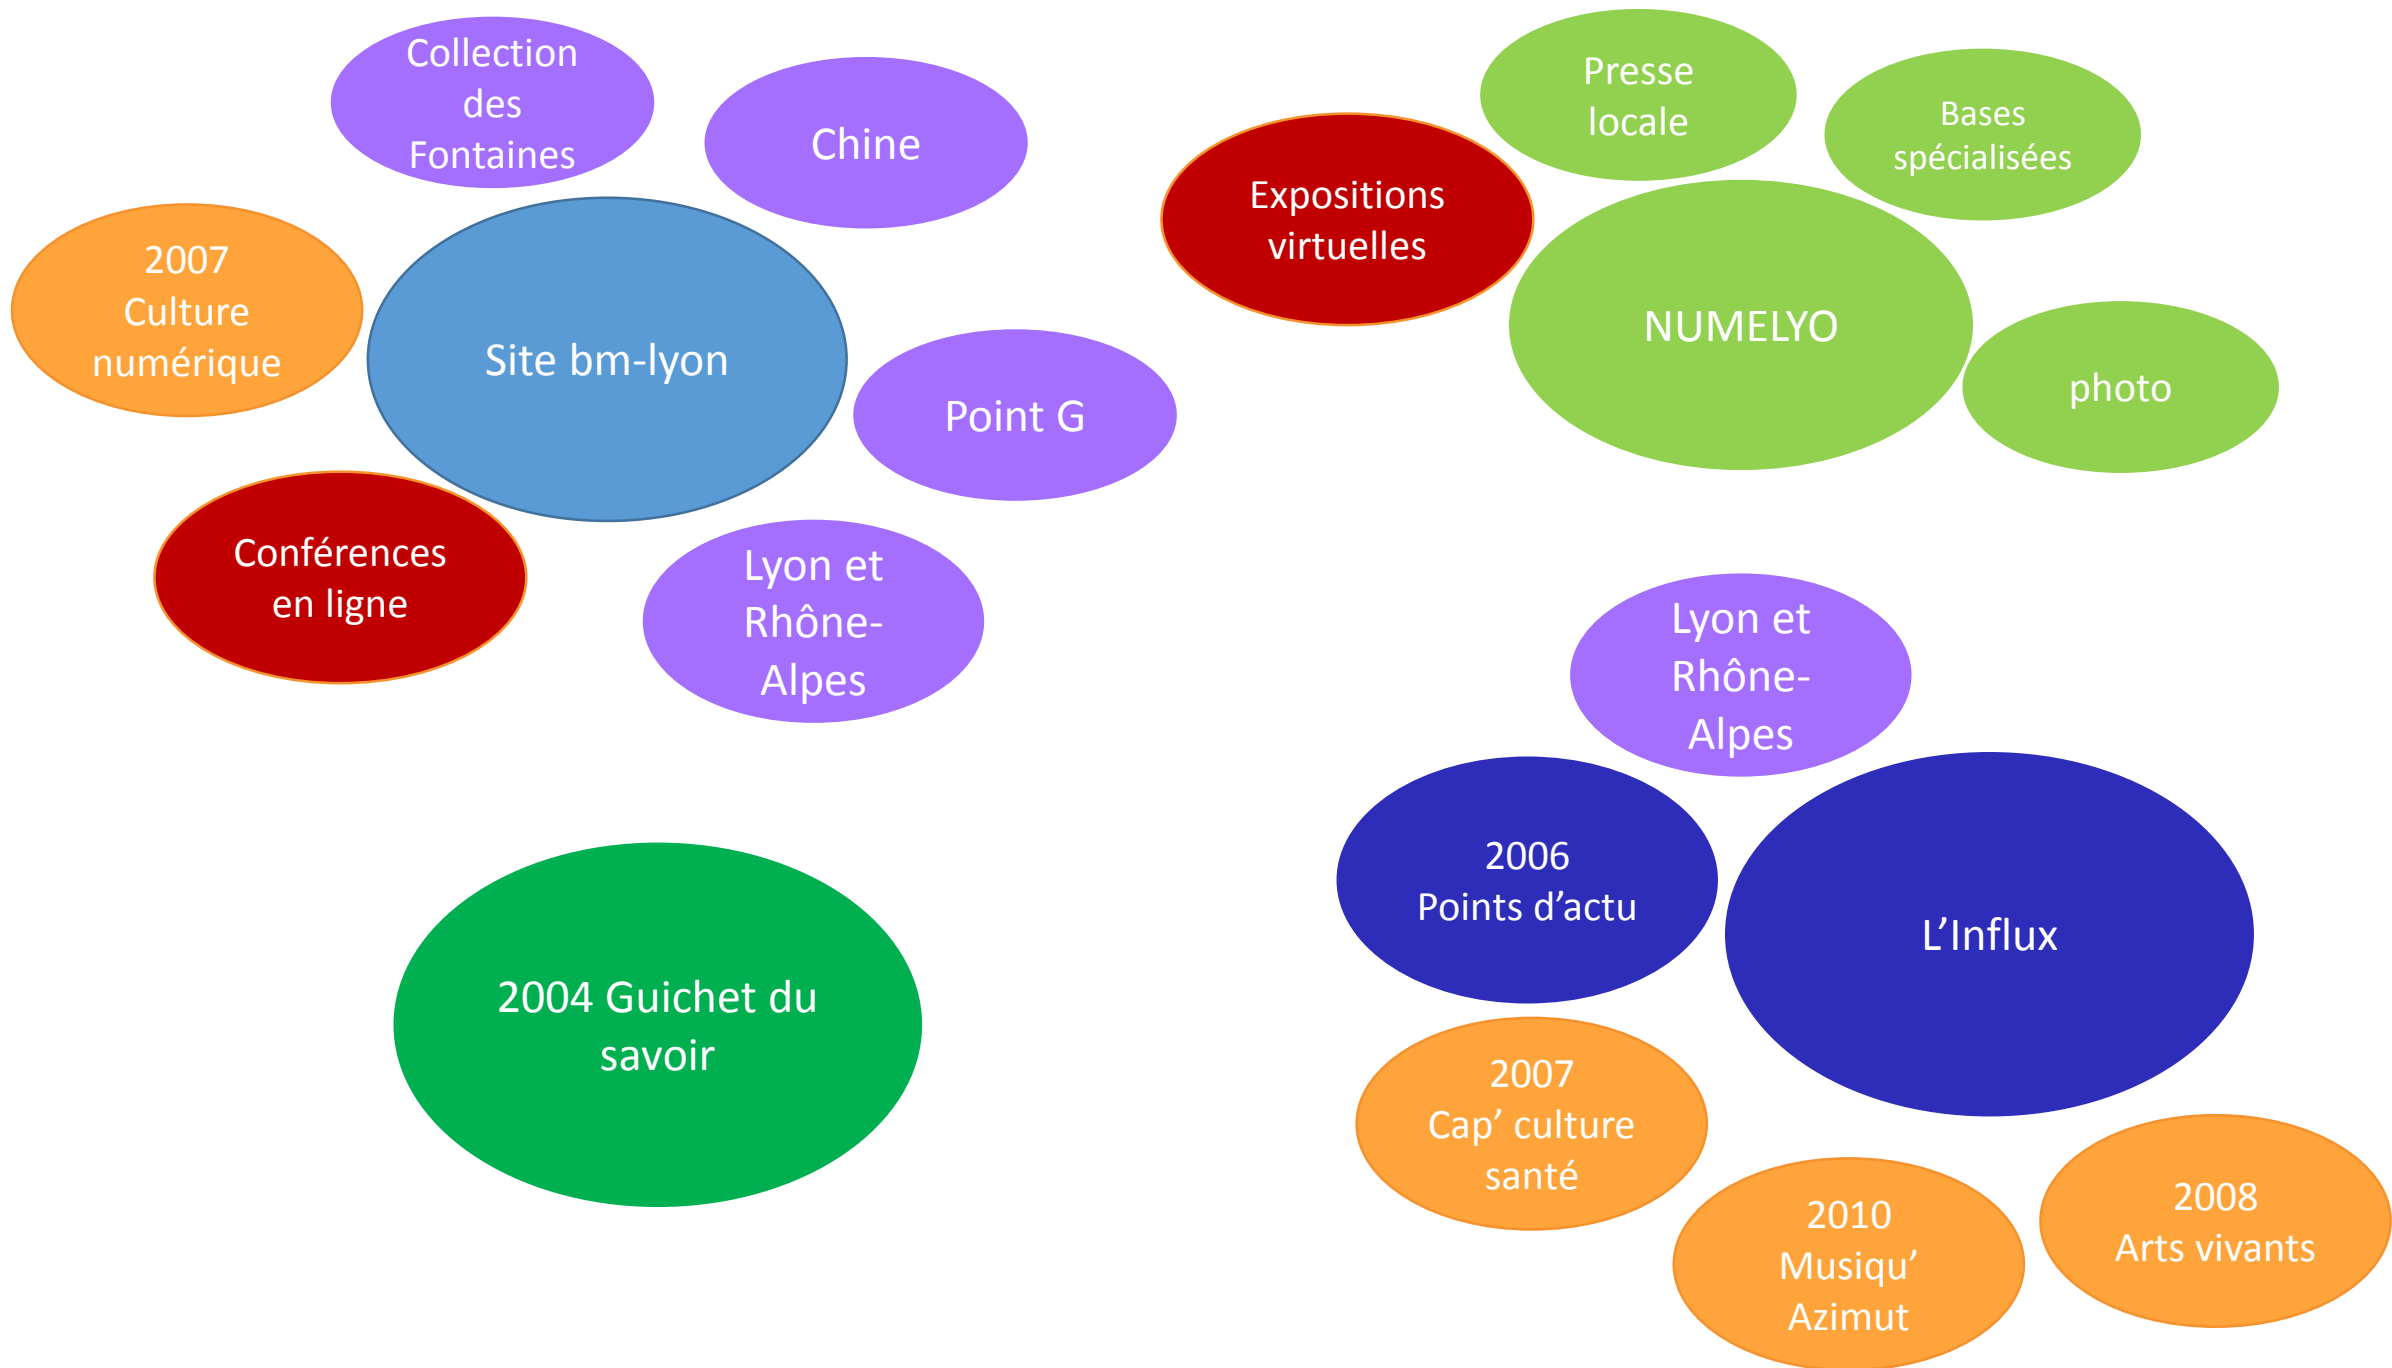 Collection
des
Fontaines
Chine
2007
Culture
numérique
Site bm-lyon
Point G
Conférences
en ligne
Lyon et
Rhône-
Alpes
Presse
locale
Bases
spécialisées
Expositions
virtuelles
NUMELYO
photo
2004 Guichet du
savoir
Lyon et
Rhône-
Alpes
2006
Points d’actu
L’Influx
2007
Cap’ culture
santé
2010
Musiqu’
Azimut
2008
Arts vivants